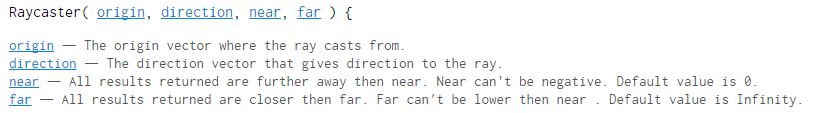 Raycaster( origin, direction, near, far ) {
origin — The origin vector where the ray casts from.
direction — The direction vector that gives direction to the ray.
near — All results returned are further away then near. Near can't be negative. Default value is 0.
far — All results returned are closer then far. Far can't be lower then near . Default value is Infinity.